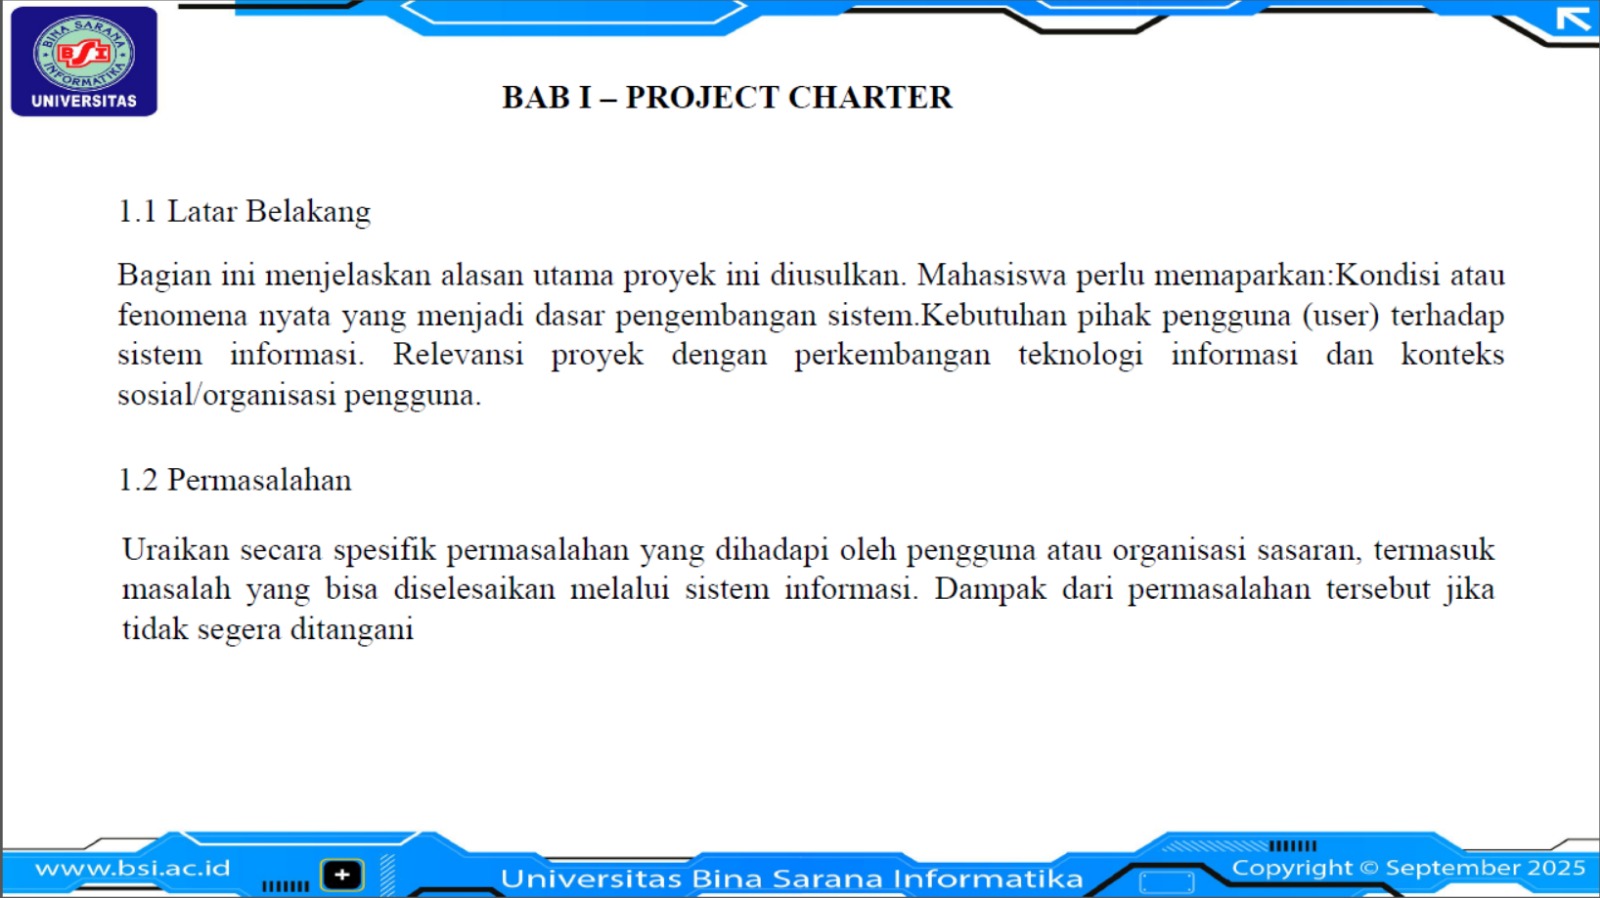 BINA SARANA
BSI
INFORMATIKA
UNIVERSITAS
BAB I – PROJECT CHARTER
1.1 Latar Belakang
Bagian ini menjelaskan alasan utama proyek ini diusulkan. Mahasiswa perlu memaparkan:Kondisi atau
fenomena nyata yang menjadi dasar pengembangan sistem.Kebutuhan pihak pengguna (user) terhadap
sistem informasi. Relevansi proyek dengan perkembangan teknologi informasi dan konteks
sosial/organisasi pengguna.
1.2 Permasalahan
Uraikan secara spesifik permasalahan yang dihadapi oleh pengguna atau organisasi sasaran, termasuk
masalah yang bisa diselesaikan melalui sistem informasi. Dampak dari permasalahan tersebut jika
tidak segera ditangani
www.bsi.ac.id
Universitas Bina Sarana Informatika
Copyright © September 2025